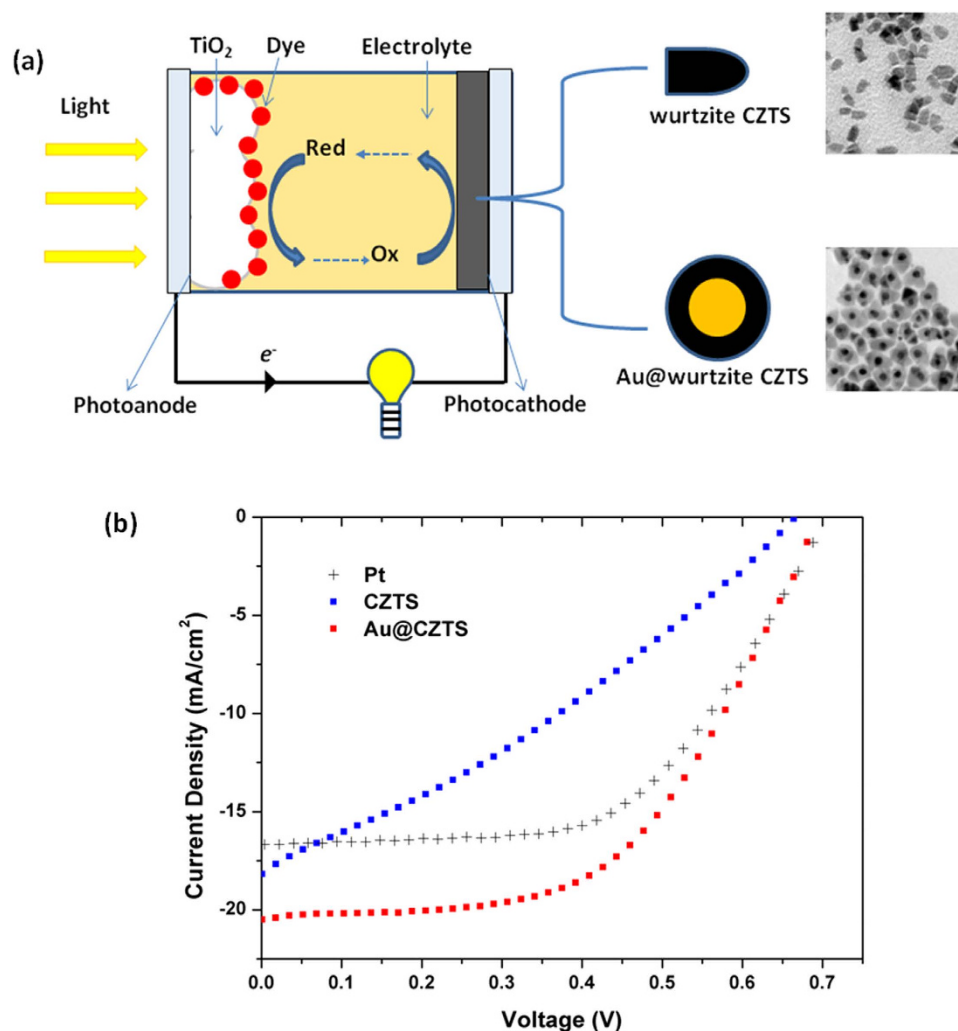 (a)
TiO₂
Dye
Electrolyte
Light
Red
Ox
e⁻
Photoanode
Photocathode
wurtzite CZTS
Au@wurtzite CZTS
(b)
Pt
CZTS
Au@CZTS
Current Density (mA/cm²)
0
-5
-10
-15
-20
0.0 0.1 0.2 0.3 0.4 0.5 0.6 0.7
Voltage (V)